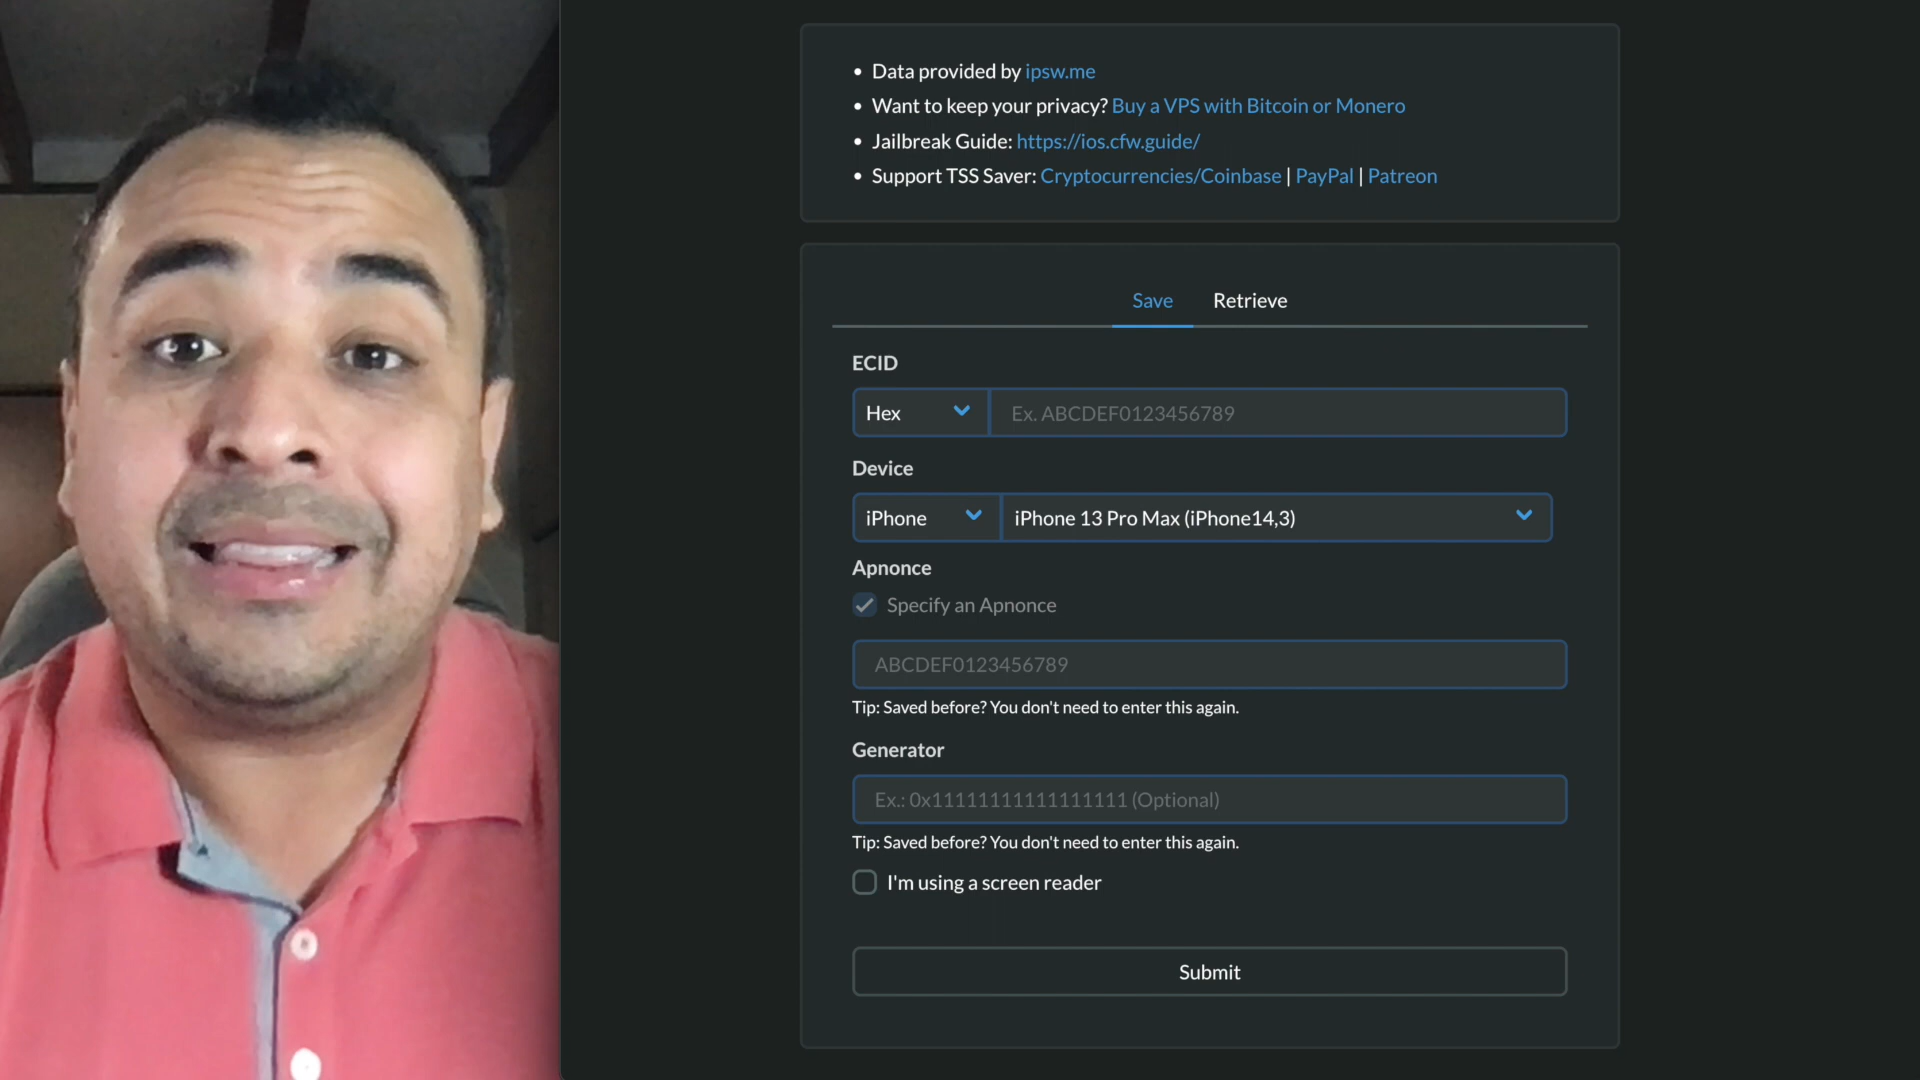 Data provided by ipsw.me
Want to keep your privacy? Buy a VPS with Bitcoin or Monero
Jailbreak Guide: https://ios.cfw.guide/
Support TSS Saver: Cryptocurrencies/Coinbase | PayPal | Patreon
Save Retrieve
ECID
Hex Ex. ABCDEF0123456789
Device
iPhone iPhone 13 Pro Max (iPhone14,3)
Apnonce
Specify an Apnonce
ABCDEF0123456789
Tip: Saved before? You don't need to enter this again.
Generator
Ex.: 0x1111111111111111 (Optional)
Tip: Saved before? You don't need to enter this again.
I'm using a screen reader
Submit